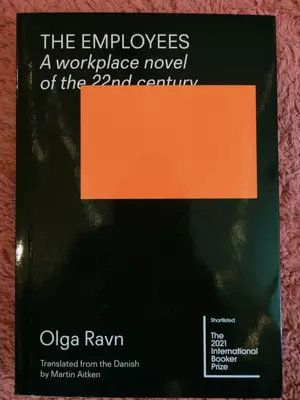 THE EMPLOYEES
A workplace novel
of the 22nd century
Olga Ravn
Translated from the Danish
by Martin Aitken
Shortlisted
The
2021
International
Booker
Prize